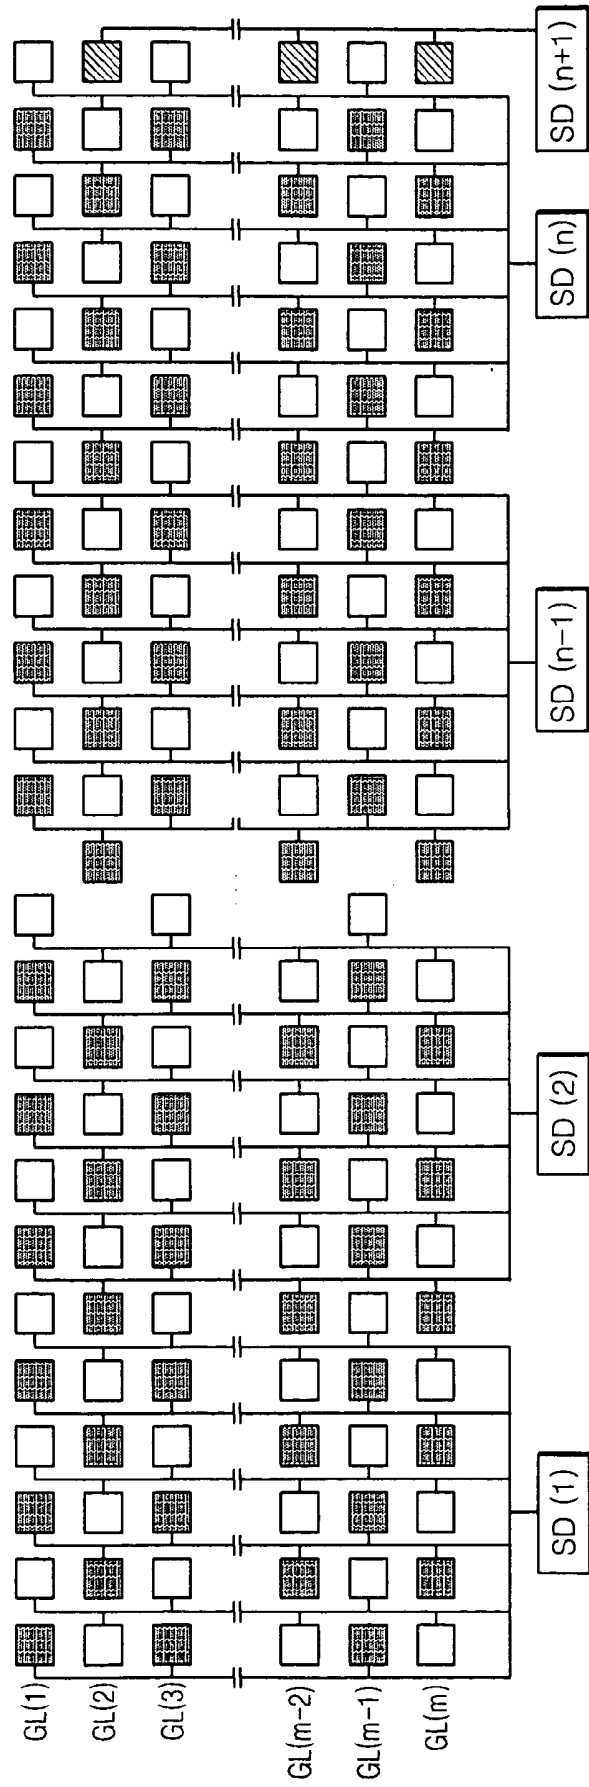 GL(1)
GL(2)
GL(3)
GL(m-2)
GL(m-1)
GL(m)
SD (1)
SD (2)
SD (n-1)
SD (n)
SD (n+1)